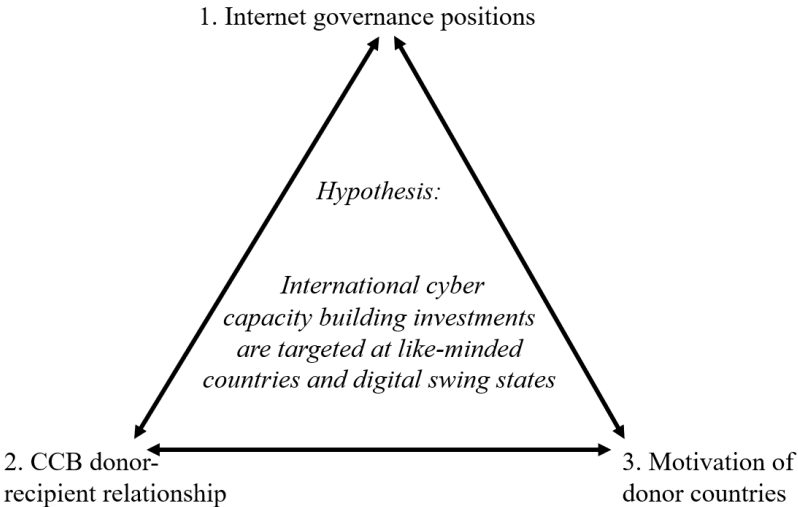 1. Internet governance positions
Hypothesis:
International cyber
capacity building investments
are targeted at like-minded
countries and digital swing states
2. CCB donor-
recipient relationship
3. Motivation of
donor countries